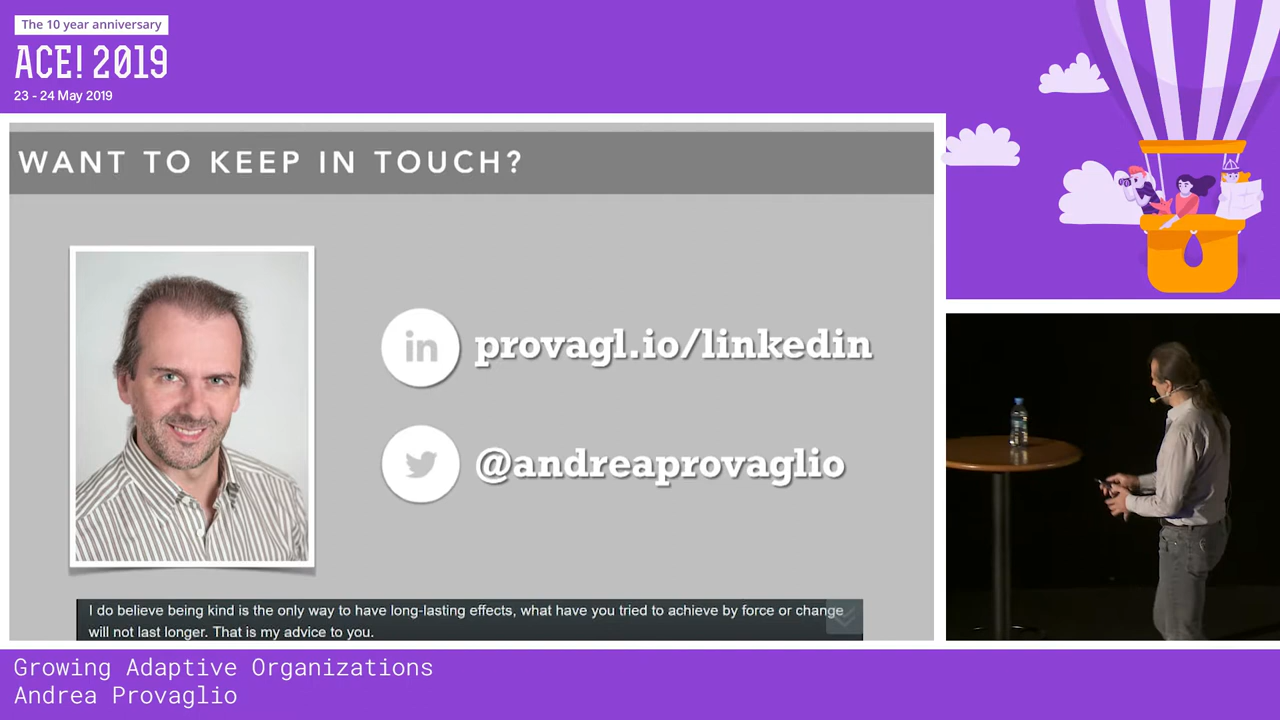 The 10 year anniversary
ACE! 2019
23 - 24 May 2019
WANT TO KEEP IN TOUCH?
in provagl.io/linkedin
@andreaprovaglio
I do believe being kind is the only way to have long-lasting effects, what have you tried to achieve by force or change
will not last longer. That is my advice to you.
Growing Adaptive Organizations
Andrea Provaglio